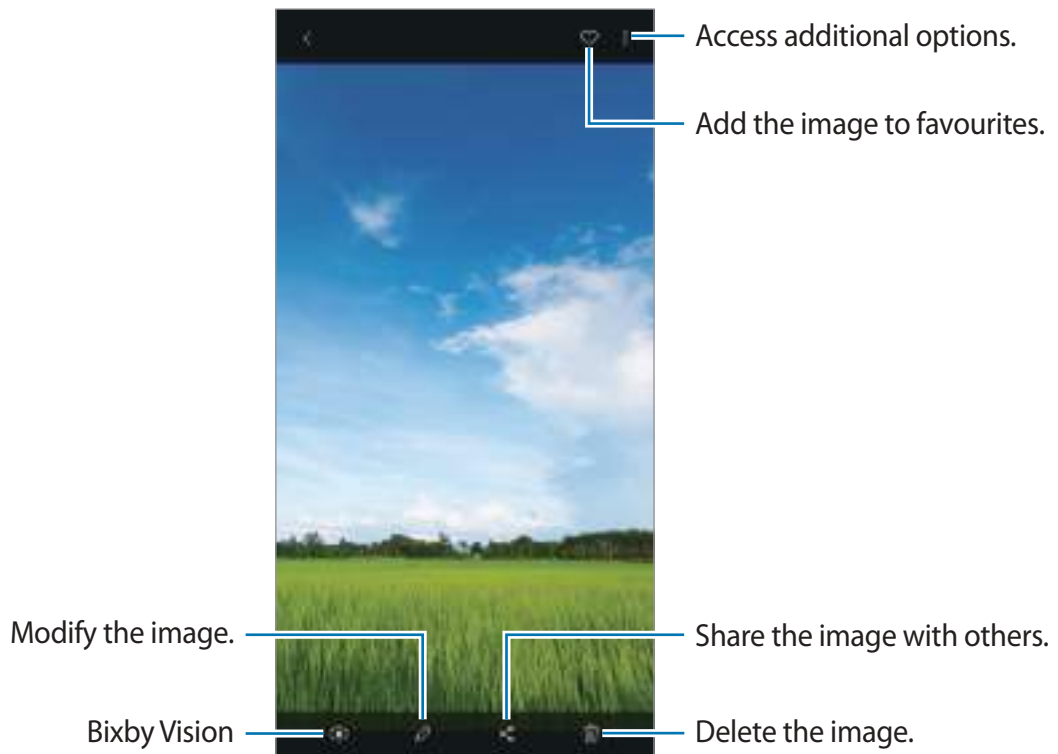 Access additional options.
Add the image to favourites.
Modify the image.
Share the image with others.
Bixby Vision
Delete the image.